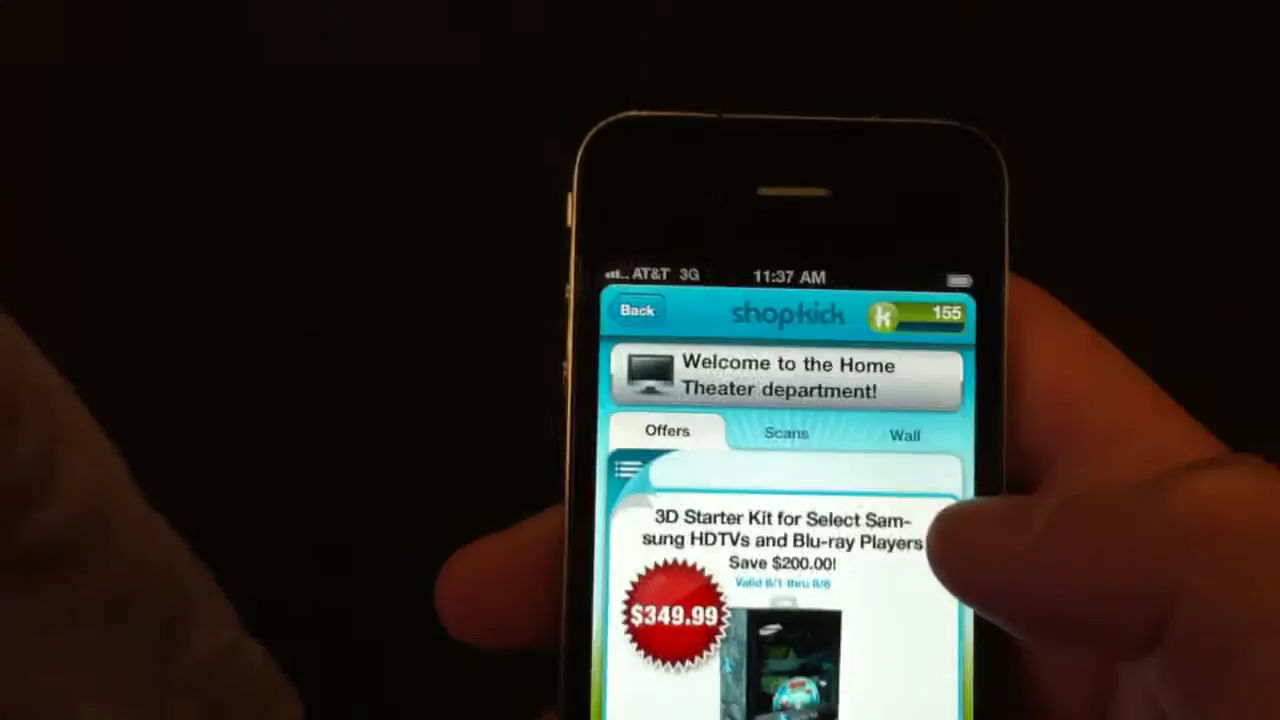 AT&T 3G 11:37 AM
Back shopkick k 155
Welcome to the Home
Theater department!
Offers Scans Wall
3D Starter Kit for Select Sam-
sung HDTVs and Blu-ray Players
Save $200.00!
Valid 8/1 thru 8/6
$349.99